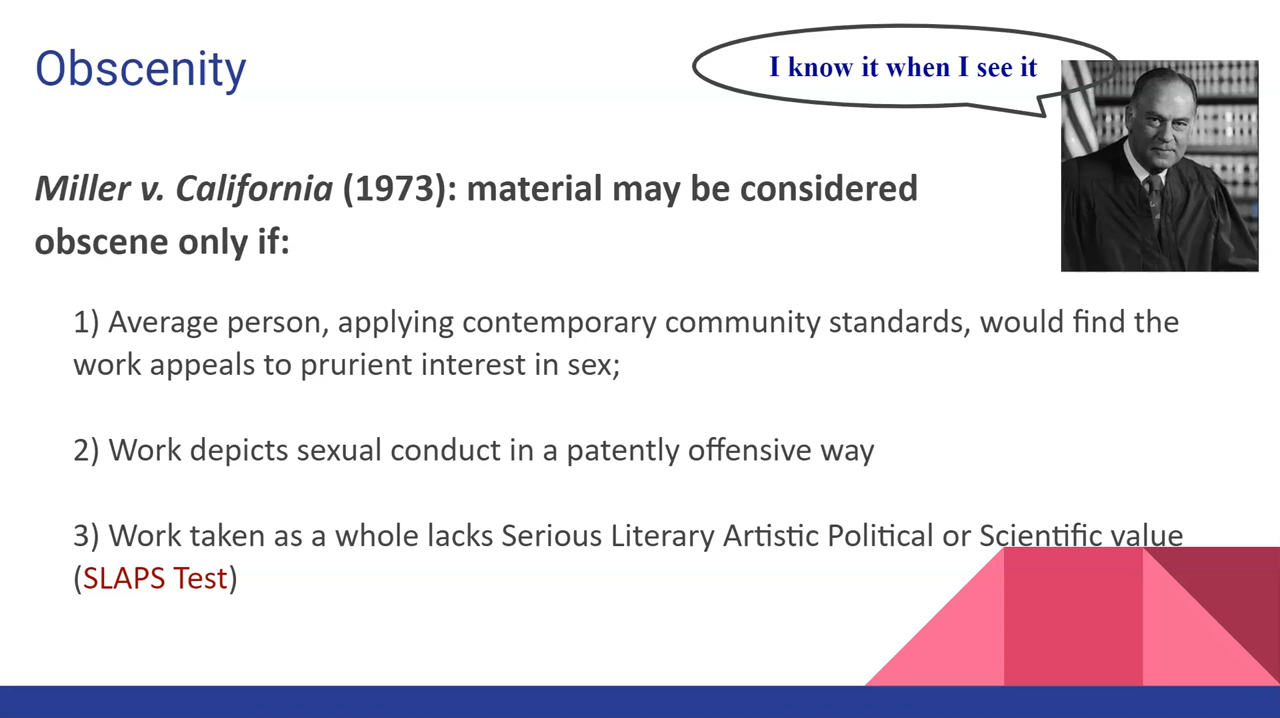 Obscenity
I know it when I see it
Miller v. California (1973): material may be considered
obscene only if:
1) Average person, applying contemporary community standards, would find the
work appeals to prurient interest in sex;
2) Work depicts sexual conduct in a patently offensive way
3) Work taken as a whole lacks Serious Literary Artistic Political or Scientific value
(SLAPS Test)